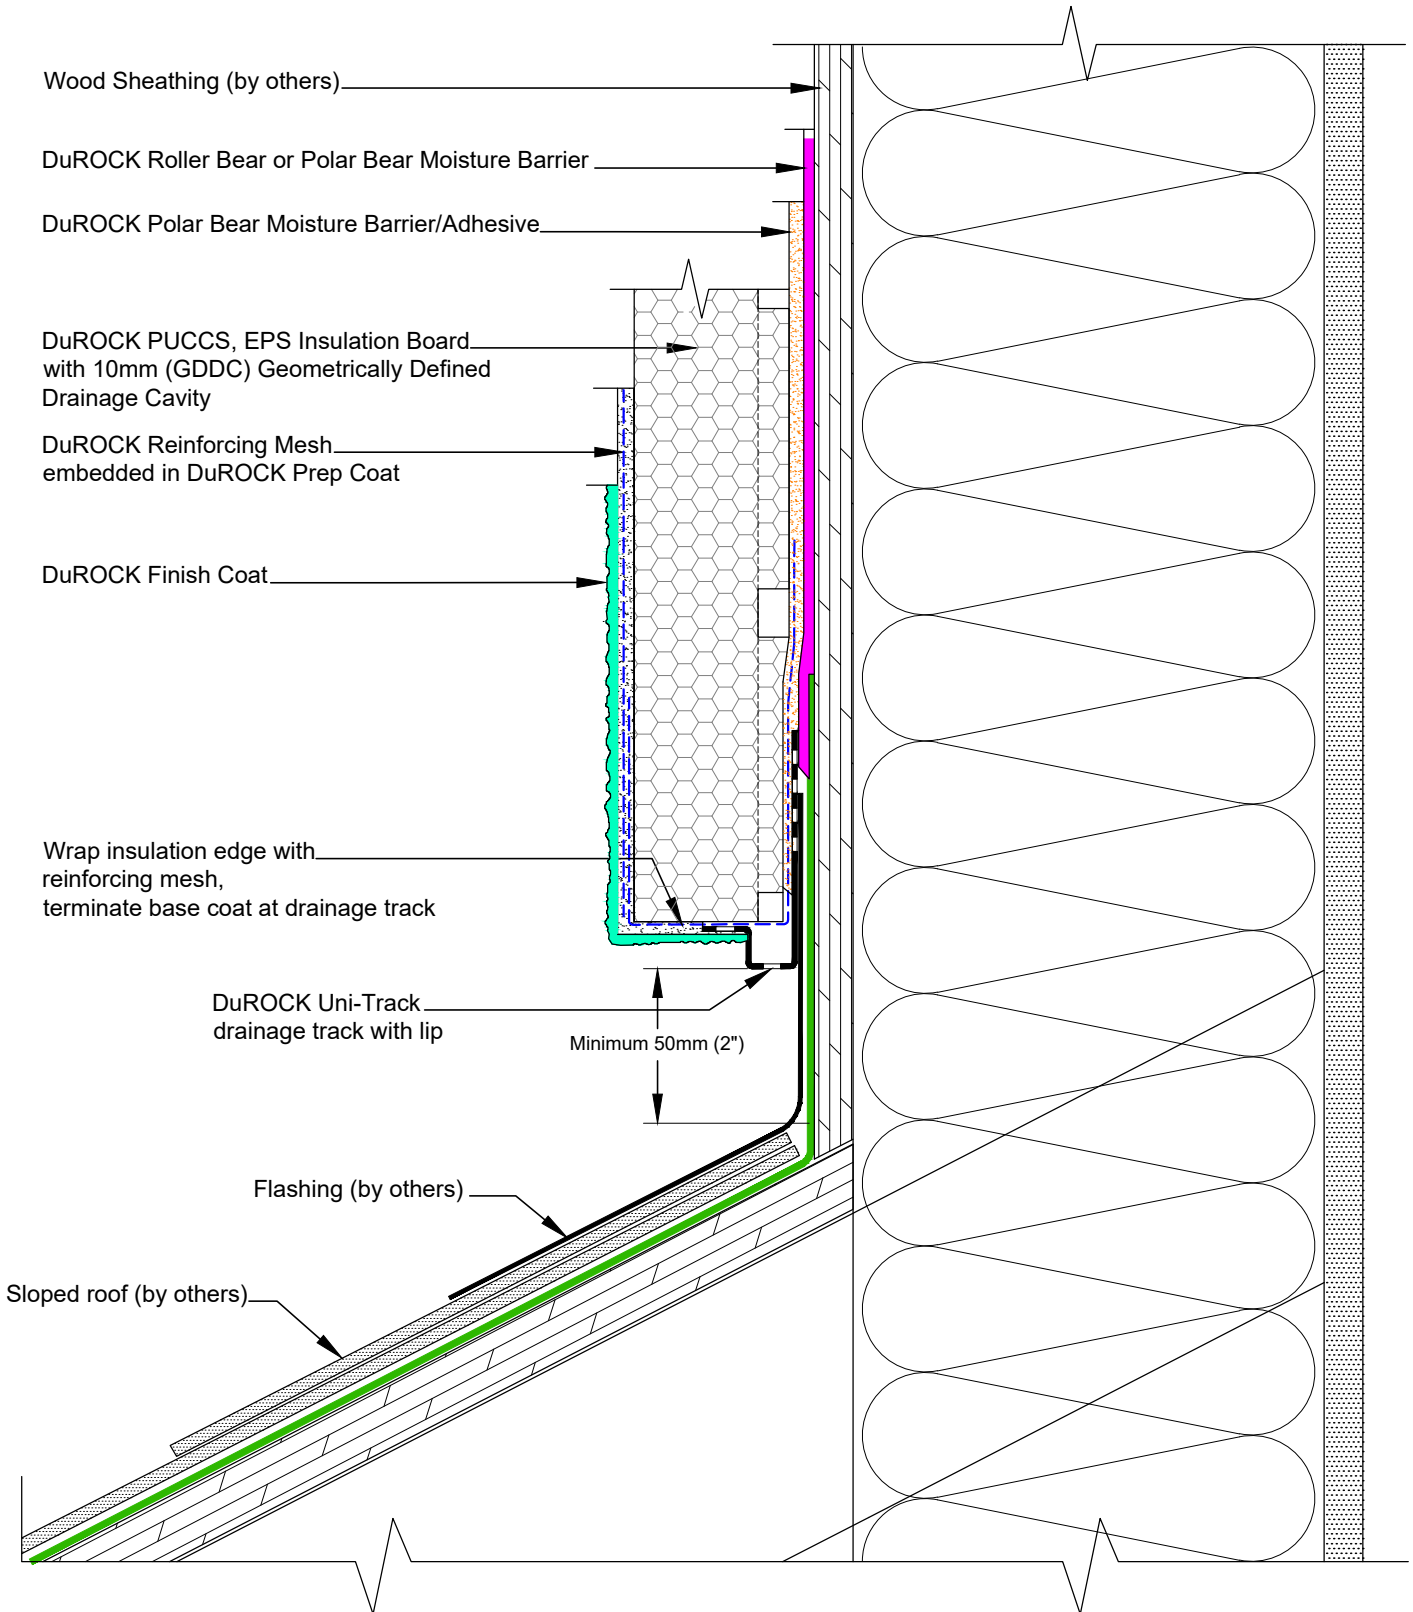 Wood Sheathing (by others)
DuROCK Roller Bear or Polar Bear Moisture Barrier
DuROCK Polar Bear Moisture Barrier/Adhesive
DuROCK PUCCS, EPS Insulation Board
with 10mm (GDDC) Geometrically Defined
Drainage Cavity
DuROCK Reinforcing Mesh
embedded in DuROCK Prep Coat
DuROCK Finish Coat
Wrap insulation edge with
reinforcing mesh,
terminate base coat at drainage track
DuROCK Uni-Track
drainage track with lip
Minimum 50mm (2")
Flashing (by others)
Sloped roof (by others)